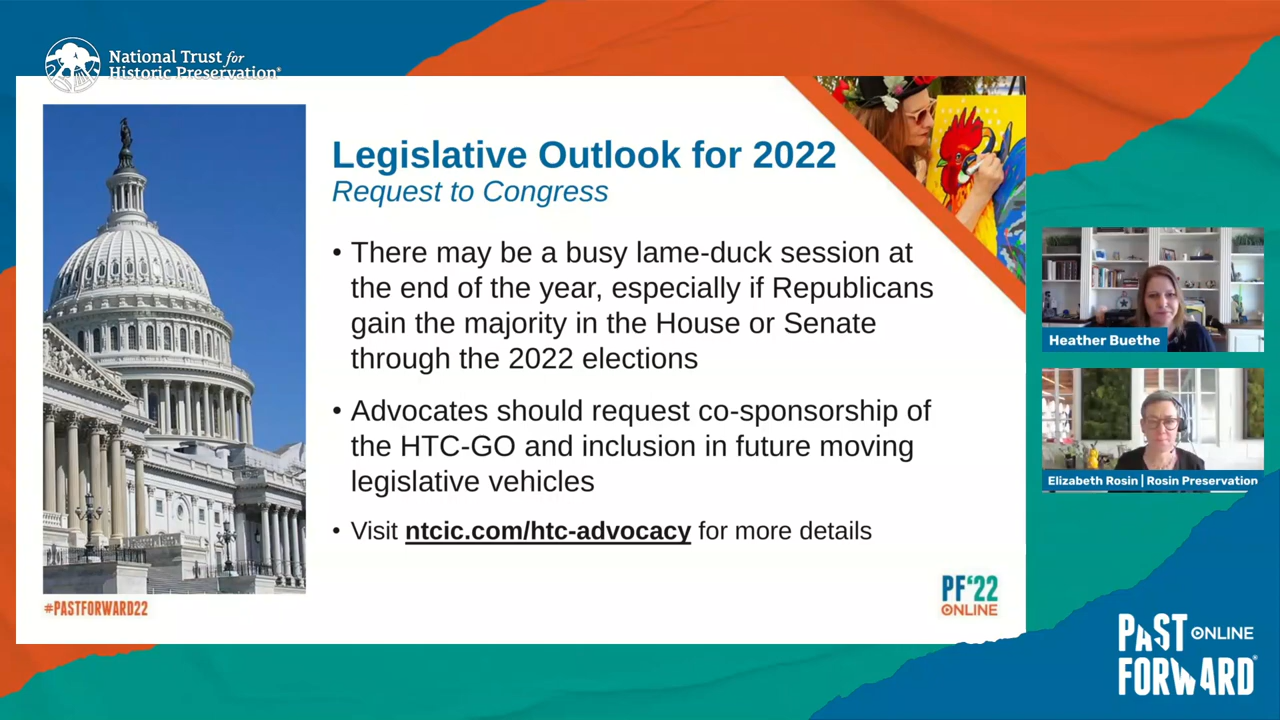 National Trust for
Historic Preservation®
Legislative Outlook for 2022
Request to Congress
• There may be a busy lame-duck session at
the end of the year, especially if Republicans
gain the majority in the House or Senate
through the 2022 elections
• Advocates should request co-sponsorship of
the HTC-GO and inclusion in future moving
legislative vehicles
• Visit ntcic.com/htc-advocacy for more details
#PASTFORWARD22
PF‘22
ONLINE
Heather Buethe
Elizabeth Rosin | Rosin Preservation
PAST ONLINE
FORWARD®